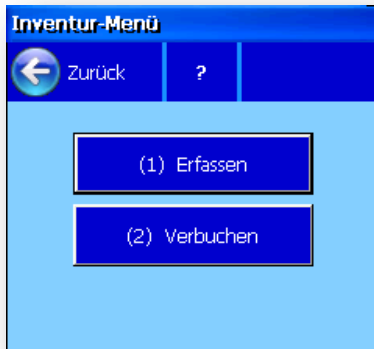 Inventur-Menü
Zurück ?
(1) Erfassen
(2) Verbuchen